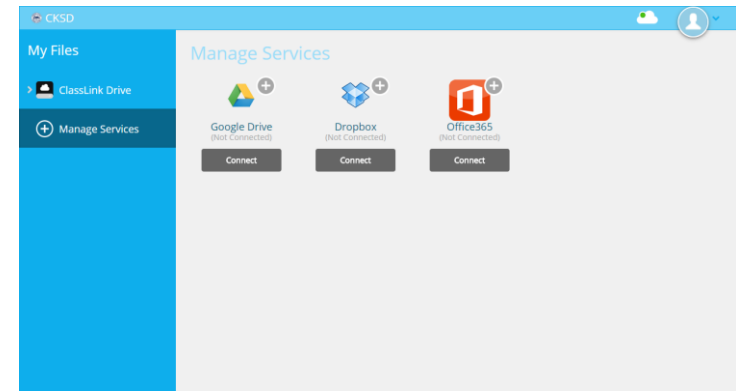 CKSD
My Files
ClassLink Drive
Manage Services
Manage Services
Google Drive
(Not Connected)
Connect
Dropbox
(Not Connected)
Connect
Office365
(Not Connected)
Connect